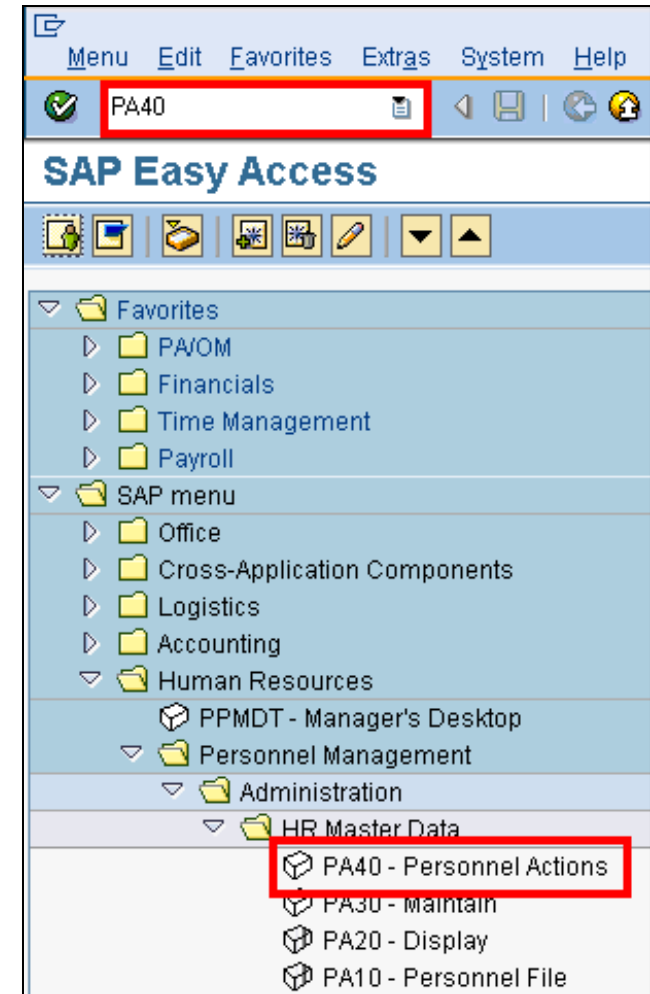 Menu Edit Favorites Extras System Help
PA40
SAP Easy Access
Favorites
PA/OM
Financials
Time Management
Payroll
SAP menu
Office
Cross-Application Components
Logistics
Accounting
Human Resources
PPMDT - Manager's Desktop
Personnel Management
Administration
HR Master Data
PA40 - Personnel Actions
PA30 - Maintain
PA20 - Display
PA10 - Personnel File